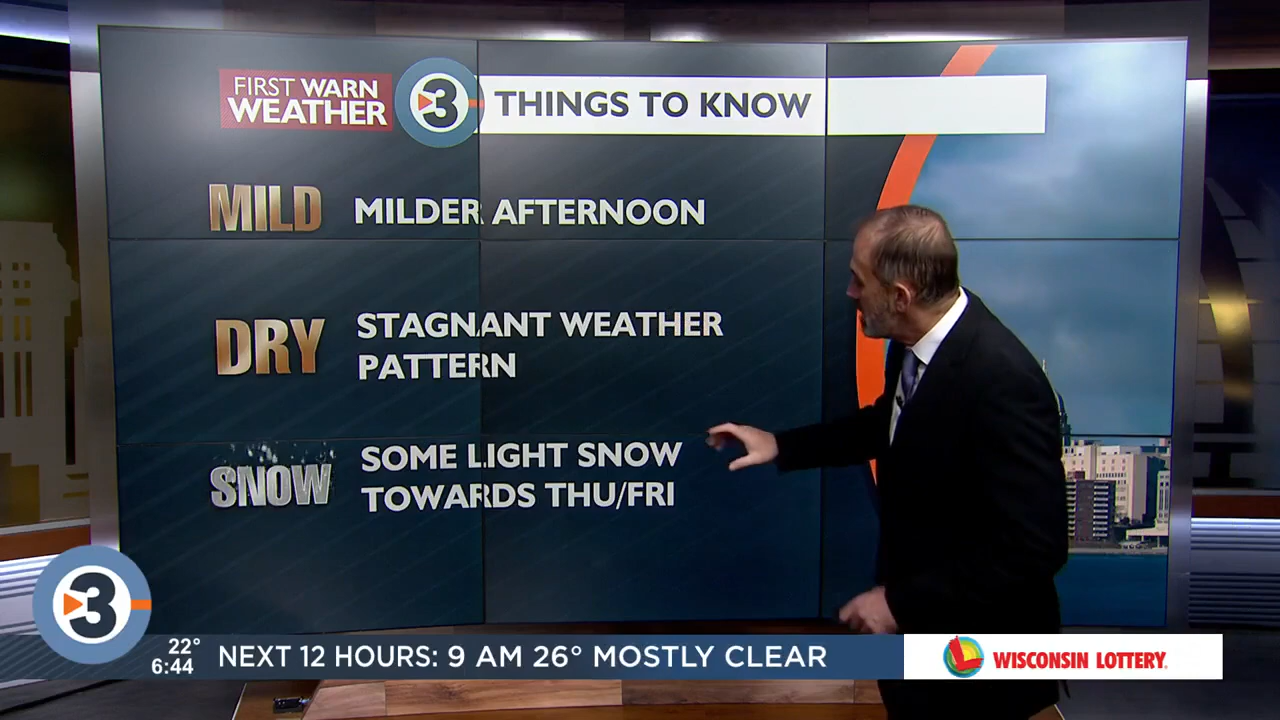 FIRST WARN
WEATHER
3 THINGS TO KNOW
MILD
MILDER AFTERNOON
DRY
STAGNANT WEATHER
PATTERN
SNOW
SOME LIGHT SNOW
TOWARDS THU/FRI
3
22°
6:44
NEXT 12 HOURS: 9 AM 26° MOSTLY CLEAR
WISCONSIN LOTTERY